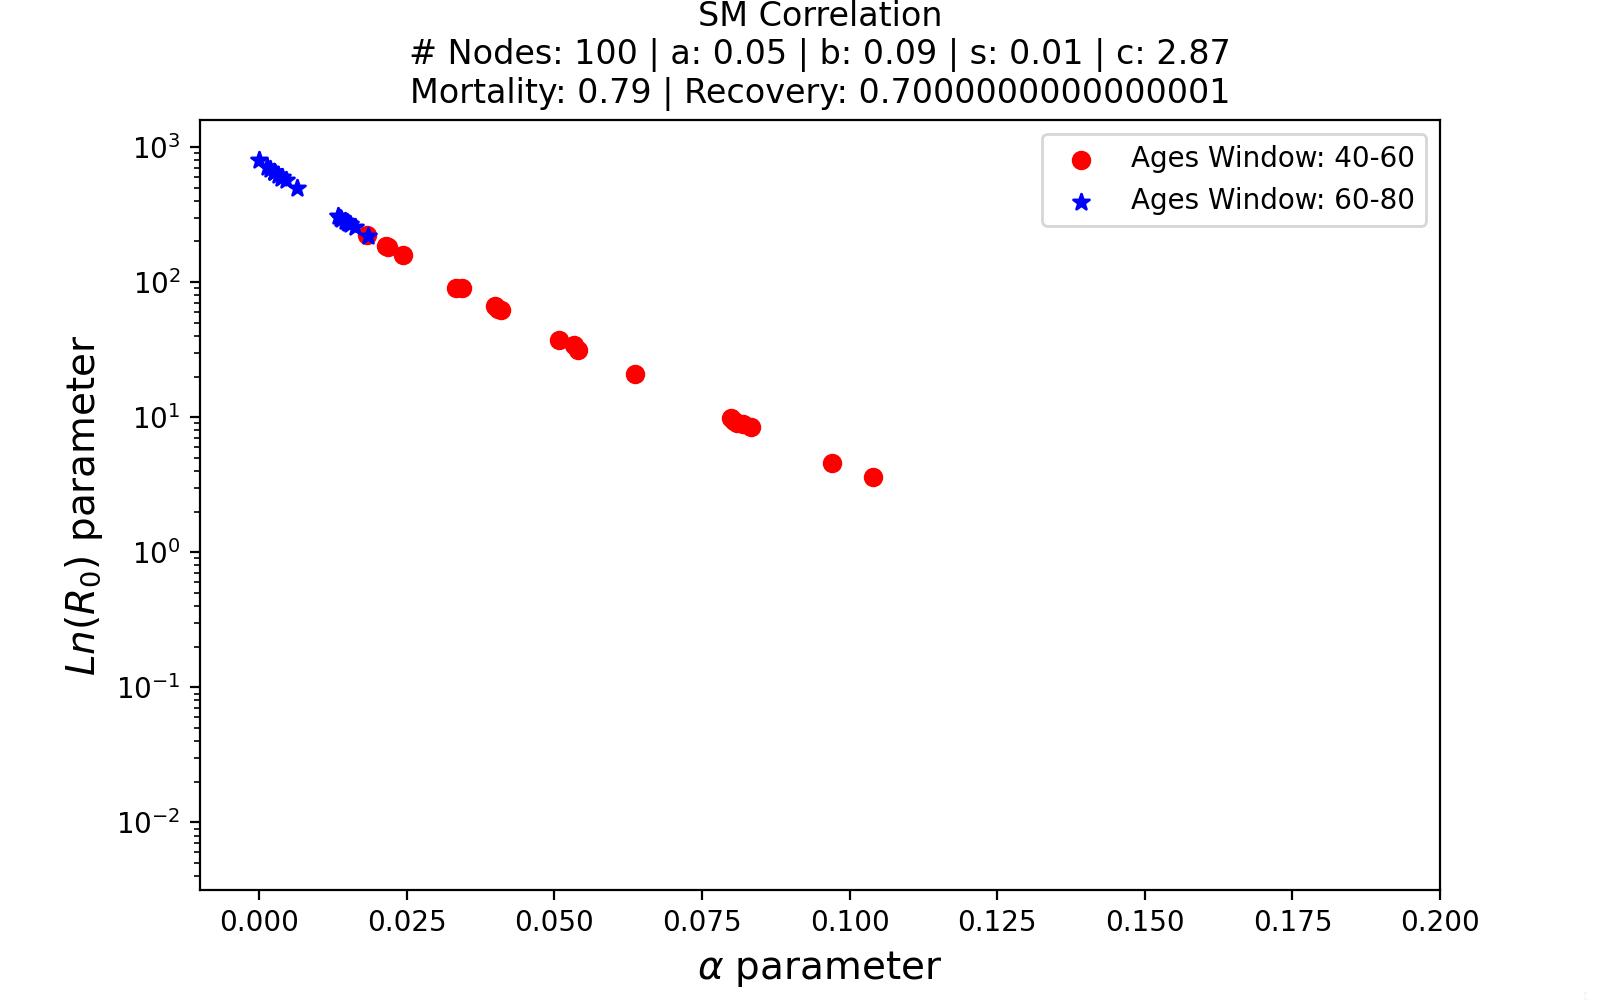 SM Correlation
# Nodes: 100 | a: 0.05 | b: 0.09 | s: 0.01 | c: 2.87
Mortality: 0.79 | Recovery: 0.7000000000000001
Ages Window: 40-60
Ages Window: 60-80
10³
10²
10¹
10⁰
10⁻¹
10⁻²
Ln(R₀) parameter
0.000 0.025 0.050 0.075 0.100 0.125 0.150 0.175 0.200
α parameter